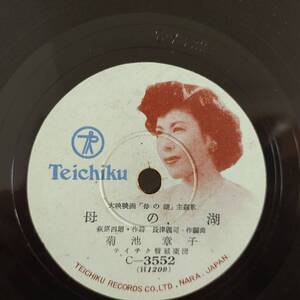 Teichiku
大映映画「母の湖」主題歌
母の湖
萩原四朗・作詩 長津義司・作編曲
菊池章子
テイチク管絃楽団
C-3552
(H1209)
TEICHIKU RECORDS CO., LTD., NARA, JAPAN.